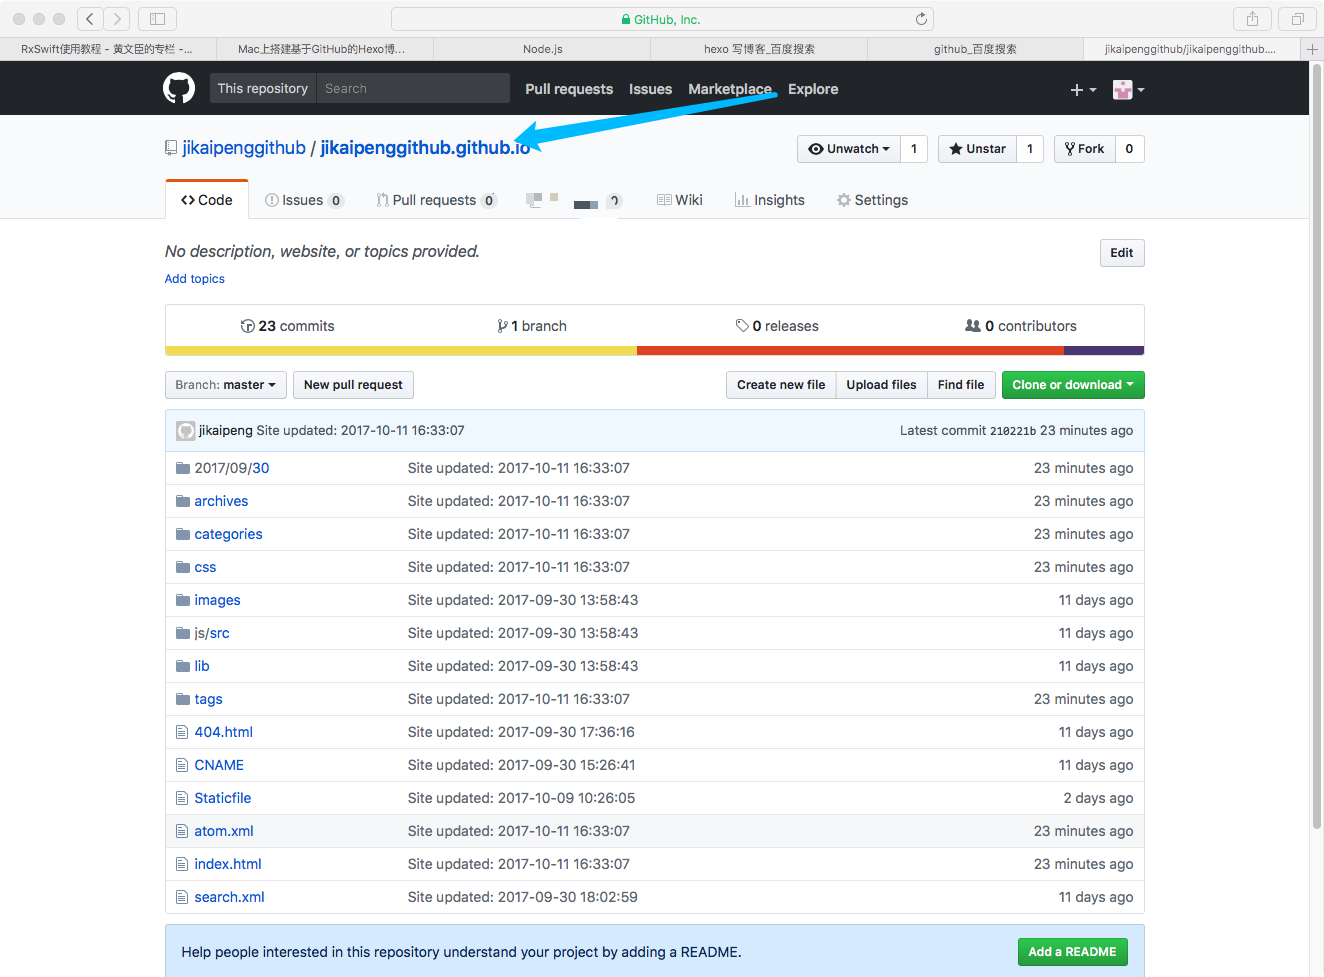 GitHub, Inc.
RxSwift使用教程 - 黄文臣的专栏 -...
Mac上搭建基于GitHub的Hexo博...
Node.js
hexo 写博客_百度搜索
github_百度搜索
jikaipenggithub/jikaipenggithub....
This repository
Search
Pull requests
Issues
Marketplace
Explore
jikaipenggithub / jikaipenggithub.github.io
Unwatch
1
Unstar
1
Fork
0
Code
Issues 0
Pull requests 0
Wiki
Insights
Settings
No description, website, or topics provided.
Edit
Add topics
23 commits
1 branch
0 releases
0 contributors
Branch: master
New pull request
Create new file
Upload files
Find file
Clone or download
jikaipeng Site updated: 2017-10-11 16:33:07
Latest commit 210221b 23 minutes ago
2017/09/30 Site updated: 2017-10-11 16:33:07 23 minutes ago
archives Site updated: 2017-10-11 16:33:07 23 minutes ago
categories Site updated: 2017-10-11 16:33:07 23 minutes ago
css Site updated: 2017-10-11 16:33:07 23 minutes ago
images Site updated: 2017-09-30 13:58:43 11 days ago
js/src Site updated: 2017-09-30 13:58:43 11 days ago
lib Site updated: 2017-09-30 13:58:43 11 days ago
tags Site updated: 2017-10-11 16:33:07 23 minutes ago
404.html Site updated: 2017-09-30 17:36:16 11 days ago
CNAME Site updated: 2017-09-30 15:26:41 11 days ago
Staticfile Site updated: 2017-10-09 10:26:05 2 days ago
atom.xml Site updated: 2017-10-11 16:33:07 23 minutes ago
index.html Site updated: 2017-10-11 16:33:07 23 minutes ago
search.xml Site updated: 2017-09-30 18:02:59 11 days ago
Help people interested in this repository understand your project by adding a README.
Add a README